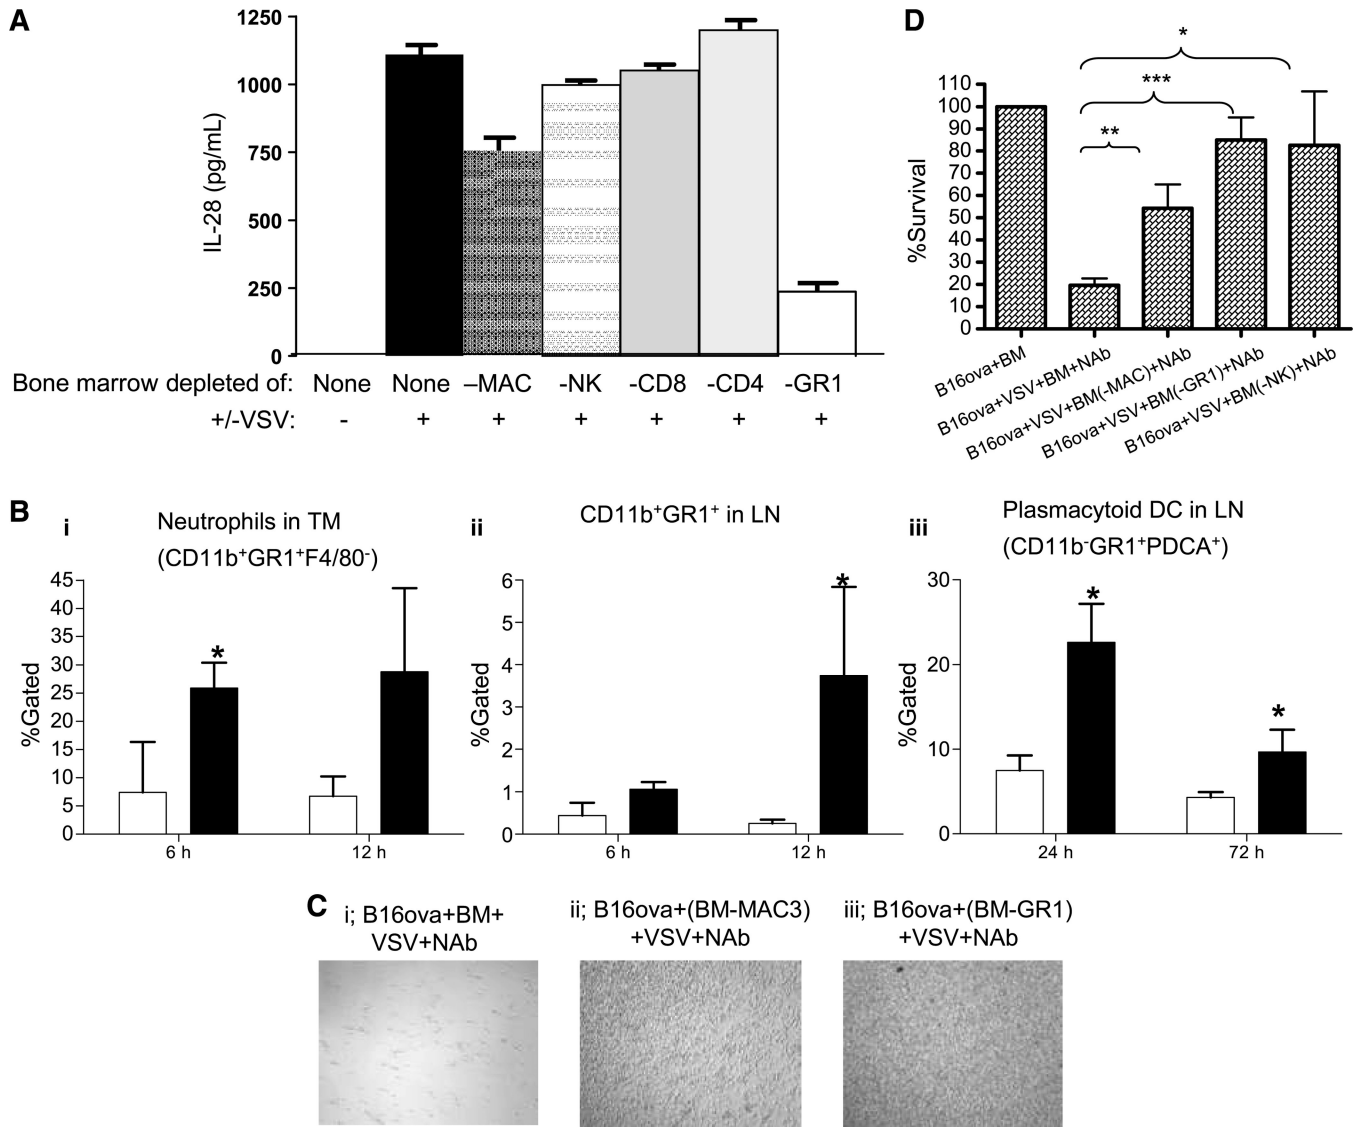 A
1250
1000
750
500
250
0
IL-28 (pg/mL)
Bone marrow depleted of: None None –MAC -NK -CD8 -CD4 -GR1
+/-VSV: - + + + + + +
D
*
***
**
110
100
90
80
70
60
50
40
30
20
10
0
%Survival
B16ova+BM
B16ova+VSV+BM+NAb
B16ova+VSV+BM(-MAC)+NAb
B16ova+VSV+BM(-GR1)+NAb
B16ova+VSV+BM(-NK)+NAb
B
i
Neutrophils in TM
(CD11b⁺GR1⁺F4/80⁻)
45
40
35
30
25
20
15
10
5
0
%Gated
*
6 h 12 h
ii
CD11b⁺GR1⁺ in LN
6
5
4
3
2
1
0
%Gated
*
6 h 12 h
iii
Plasmacytoid DC in LN
(CD11b⁻GR1⁺PDCA⁺)
30
20
10
0
%Gated
*
*
24 h 72 h
C
i; B16ova+BM+
VSV+NAb
ii; B16ova+(BM-MAC3)
+VSV+NAb
iii; B16ova+(BM-GR1)
+VSV+NAb